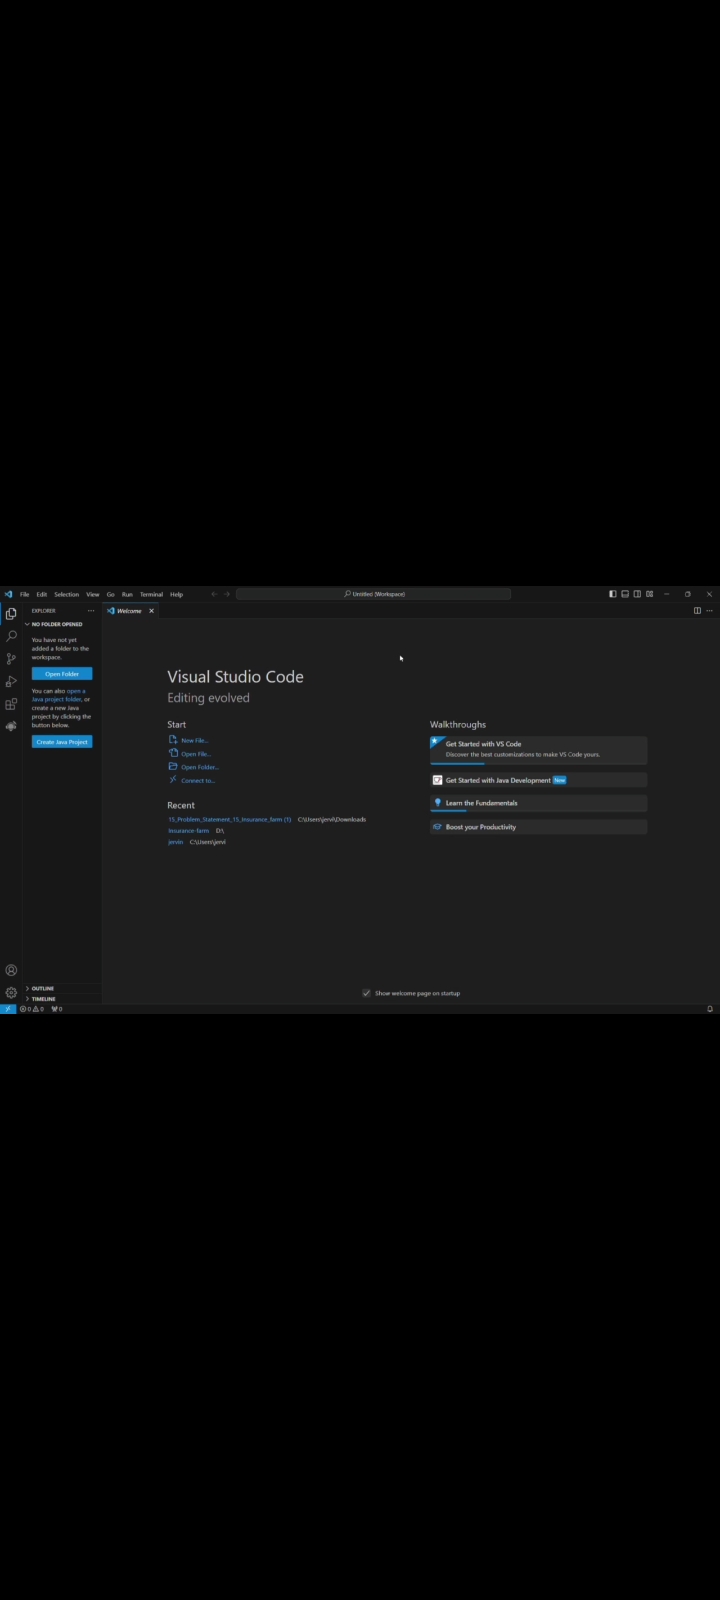 File Edit Selection View Go Run Terminal Help
Untitled (Workspace)
EXPLORER
NO FOLDER OPENED
You have not yet
added a folder to the
workspace.
Open Folder
You can also open a
Java project folder, or
create a new Java
project by clicking the
button below.
Create Java Project
OUTLINE
TIMELINE
Welcome
Visual Studio Code
Editing evolved
Start
New File...
Open File...
Open Folder...
Connect to...
Recent
15_Problem_Statement_15_Insurance_farm (1) C:\Users\jervi\Downloads
Insurance-farm D:\
jervin C:\Users\jervi
Walkthroughs
Get Started with VS Code
Discover the best customizations to make VS Code yours.
Get Started with Java Development New
Learn the Fundamentals
Boost your Productivity
Show welcome page on startup
0 0 0